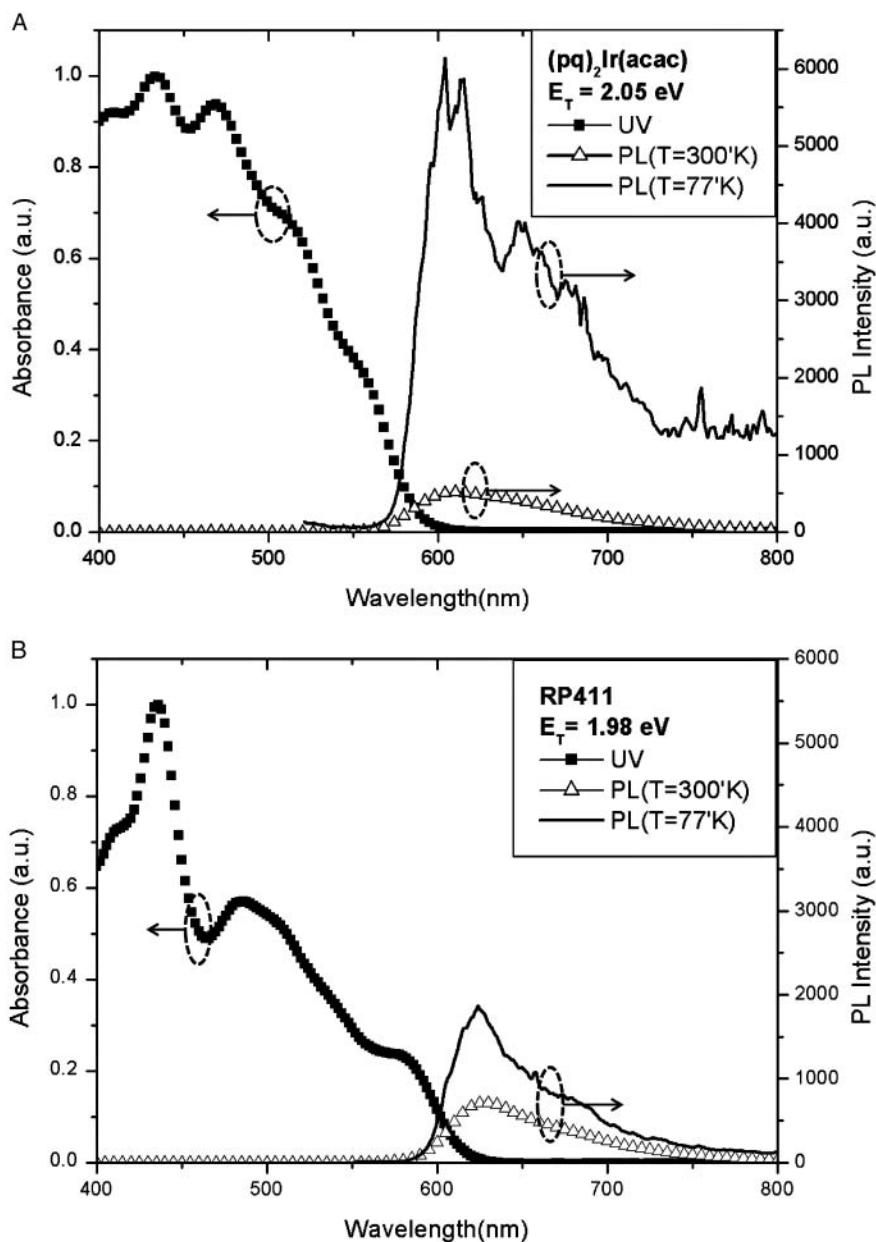 A
(pq)₂Ir(acac)
E_T = 2.05 eV
UV
PL(T=300'K)
PL(T=77'K)
1.0
0.8
0.6
0.4
0.2
0.0
Absorbance (a.u.)
6000
5000
4000
3000
2000
1000
0
PL Intensity (a.u.)
400 500 600 700 800
Wavelength(nm)
B
RP411
E_T= 1.98 eV
UV
PL(T=300'K)
PL(T=77'K)
1.0
0.8
0.6
0.4
0.2
0.0
Absorbance (a.u.)
6000
5000
4000
3000
2000
1000
0
PL Intensity (a.u.)
400 500 600 700 800
Wavelength(nm)